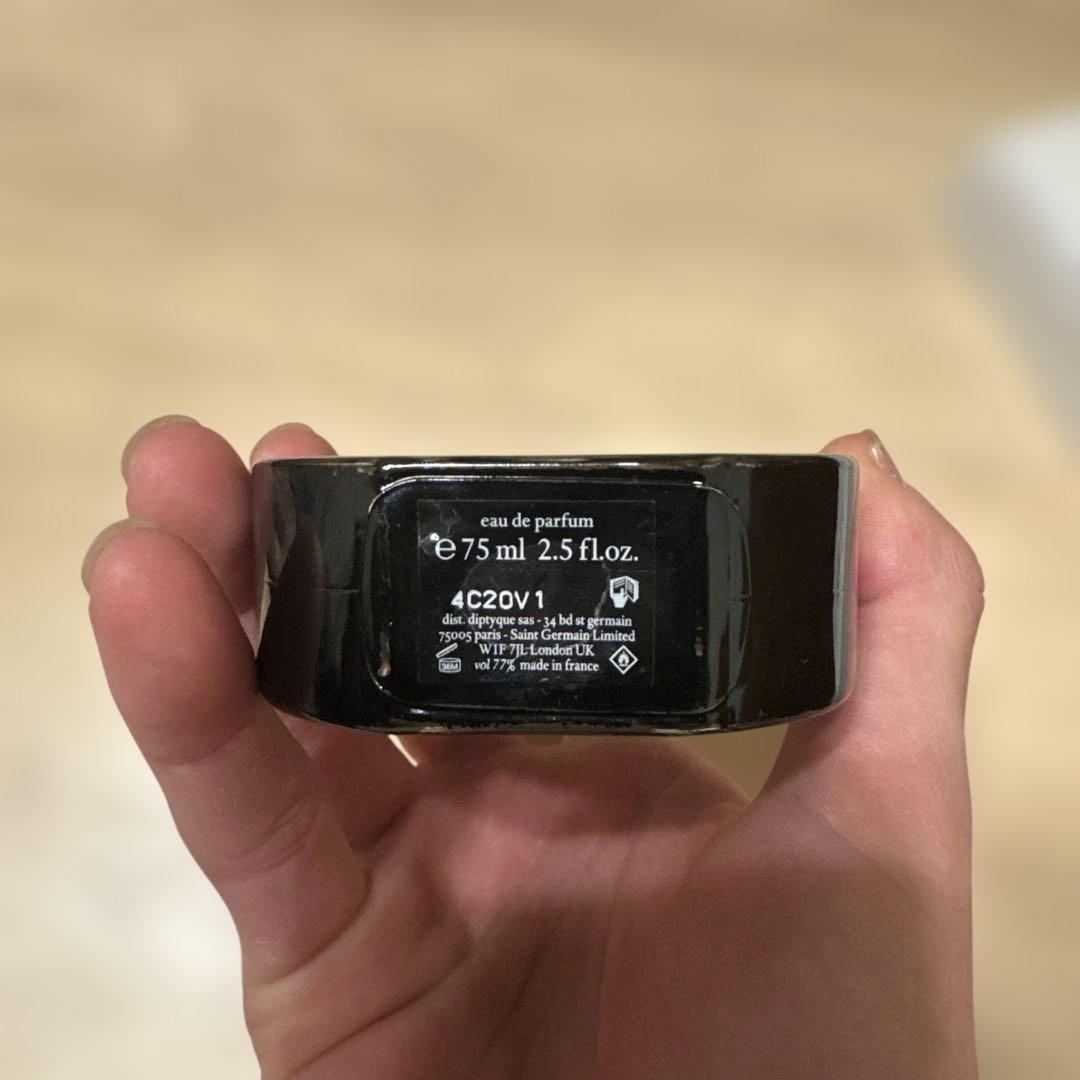 eau de parfum
℮ 75 ml 2.5 fl.oz.
4C20V1
dist. diptyque sas - 34 bd st germain
75005 paris - Saint Germain Limited
W1F 7JL London UK
36M vol 77% made in france